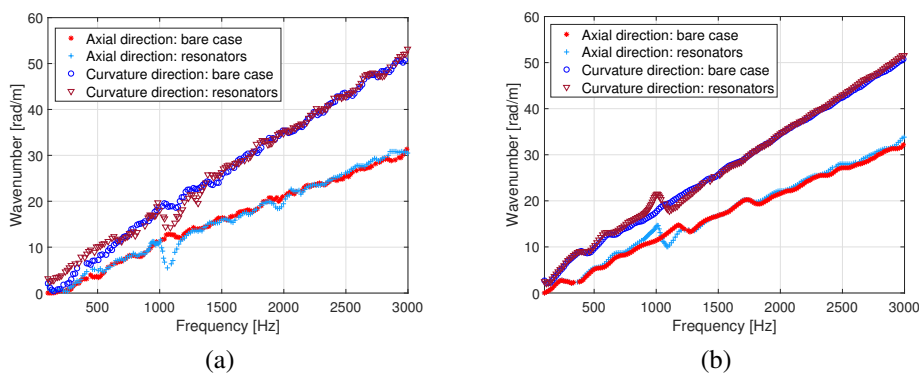 60
50
40
30
20
10
0
Wavenumber [rad/m]
Axial direction: bare case
Axial direction: resonators
Curvature direction: bare case
Curvature direction: resonators
500 1000 1500 2000 2500 3000
Frequency [Hz]
(a)
60
50
40
30
20
10
0
Wavenumber [rad/m]
Axial direction: bare case
Axial direction: resonators
Curvature direction: bare case
Curvature direction: resonators
500 1000 1500 2000 2500 3000
Frequency [Hz]
(b)